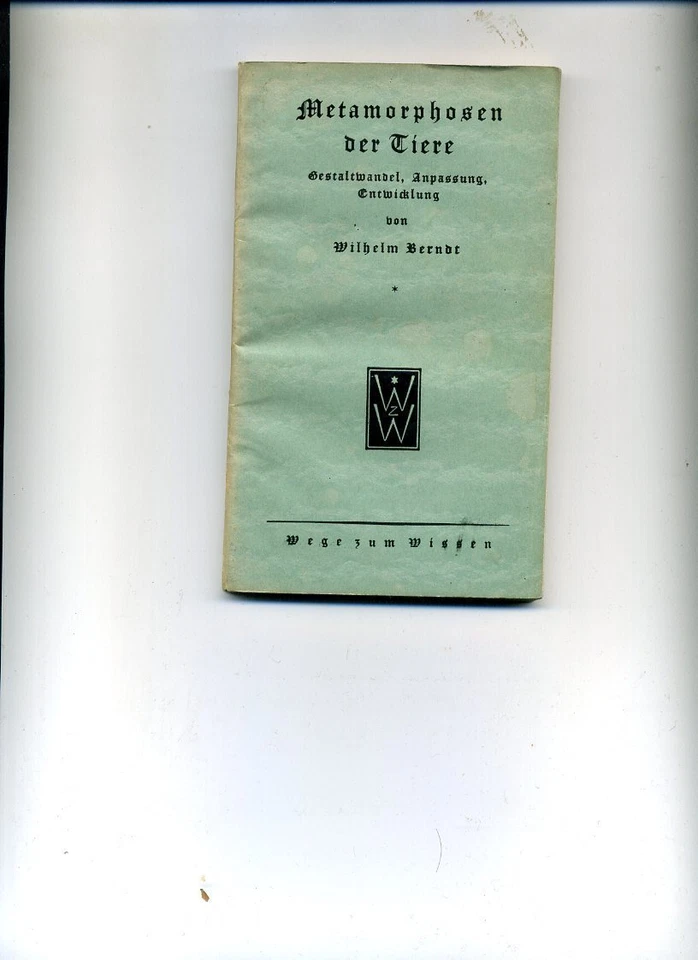 Metamorphosen
der Tiere
Gestaltwandel, Anpassung,
Entwicklung
von
Wilhelm Berndt
*
W
z
W
Wege zum Wissen